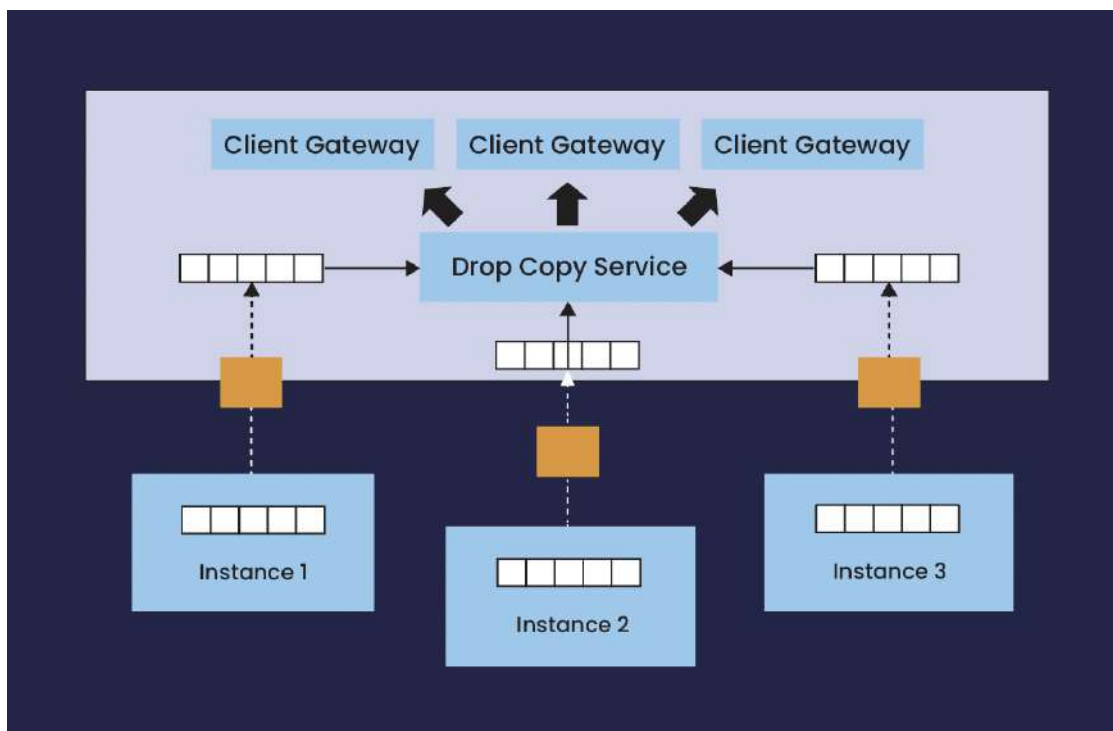 Client Gateway
Client Gateway
Client Gateway
Drop Copy Service
Instance 1
Instance 2
Instance 3